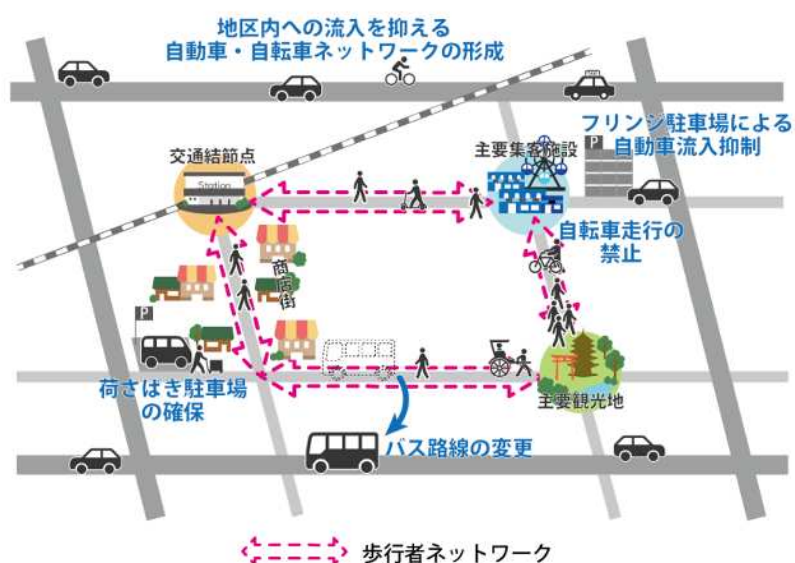 地区内への流入を抑える
自動車・自転車ネットワークの形成
フリンジ駐車場による
自動車流入抑制
交通結節点
Station
主要集客施設
P
自転車走行の
禁止
商店街
P
荷さばき駐車場
の確保
主要観光地
バス路線の変更
歩行者ネットワーク